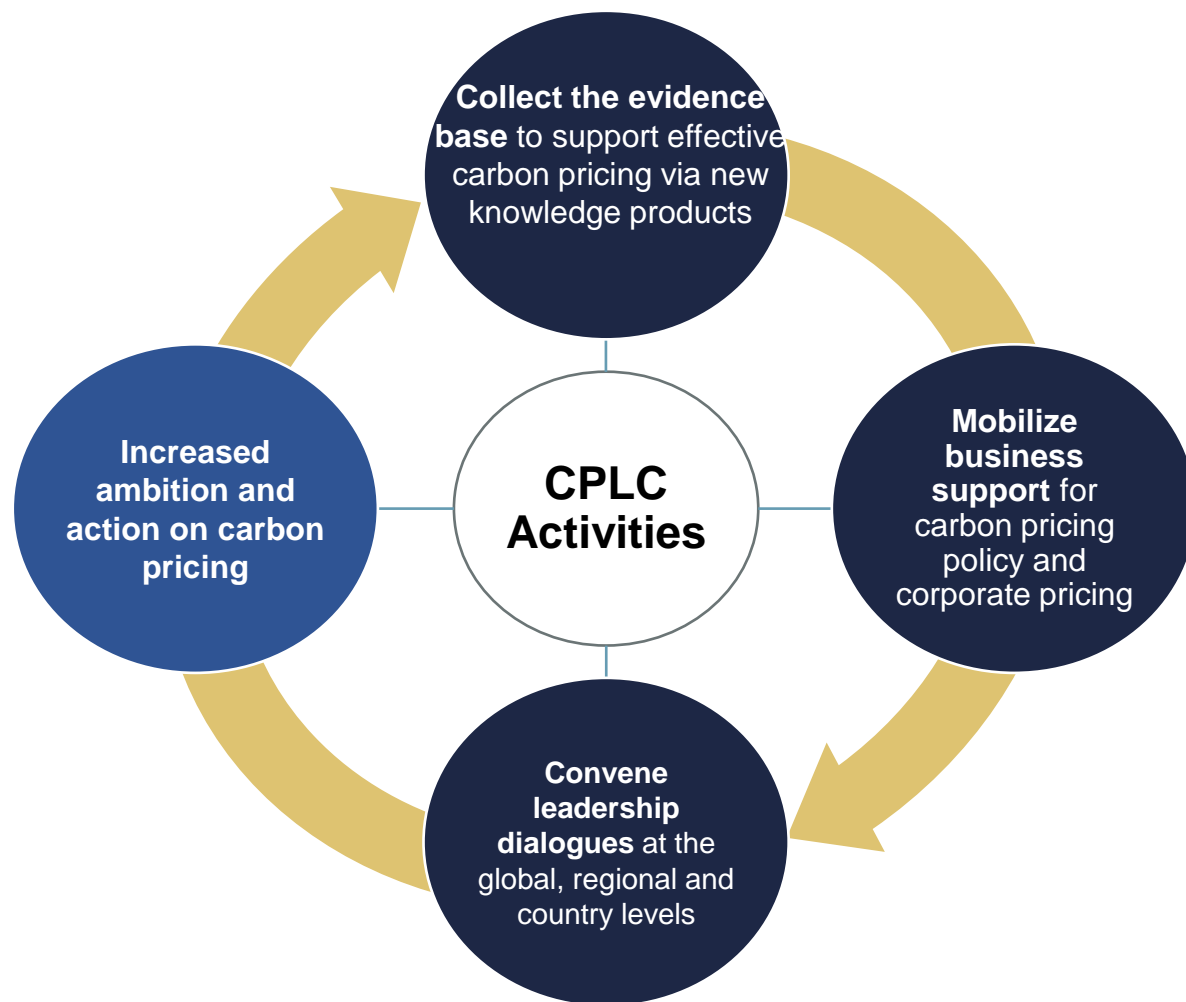 Collect the evidence
base to support effective
carbon pricing via new
knowledge products
Increased
ambition and
action on carbon
pricing
CPLC
Activities
Mobilize
business
support for
carbon pricing
policy and
corporate pricing
Convene
leadership
dialogues at the
global, regional and
country levels